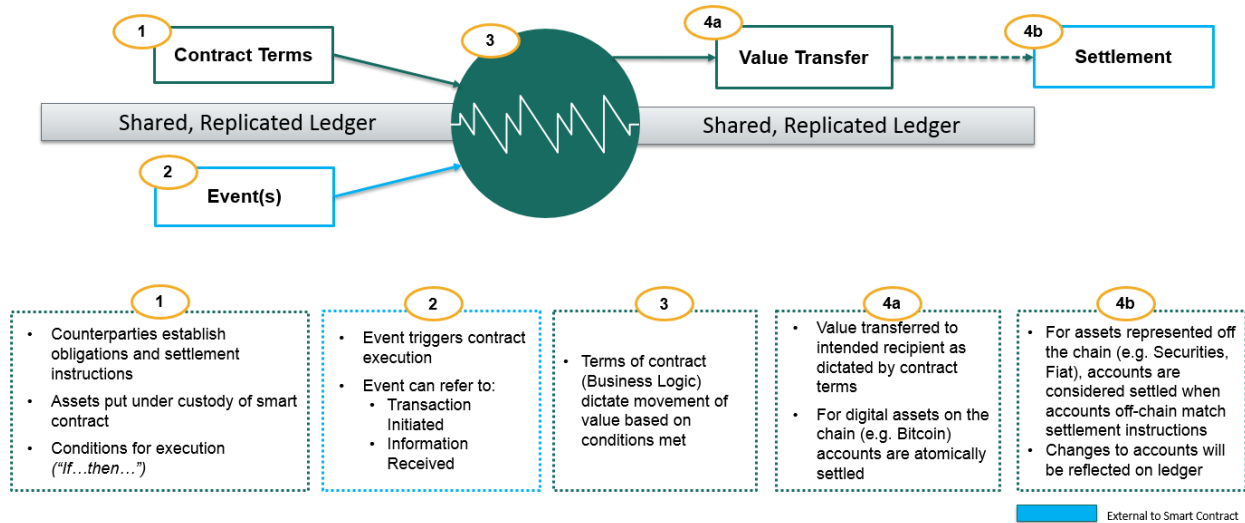 1
Contract Terms
3
4a
Value Transfer
4b
Settlement
Shared, Replicated Ledger
Shared, Replicated Ledger
2
Event(s)
1
• Counterparties establish
obligations and settlement
instructions
• Assets put under custody of smart
contract
• Conditions for execution
(“If…then…”)
2
• Event triggers contract
execution
• Event can refer to:
• Transaction
Initiated
• Information
Received
3
• Terms of contract
(Business Logic)
dictate movement of
value based on
conditions met
4a
• Value transferred to
intended recipient as
dictated by contract
terms
• For digital assets on the
chain (e.g. Bitcoin)
accounts are atomically
settled
4b
• For assets represented off
the chain (e.g. Securities,
Fiat), accounts are
considered settled when
accounts off-chain match
settlement instructions
• Changes to accounts will
be reflected on ledger
External to Smart Contract